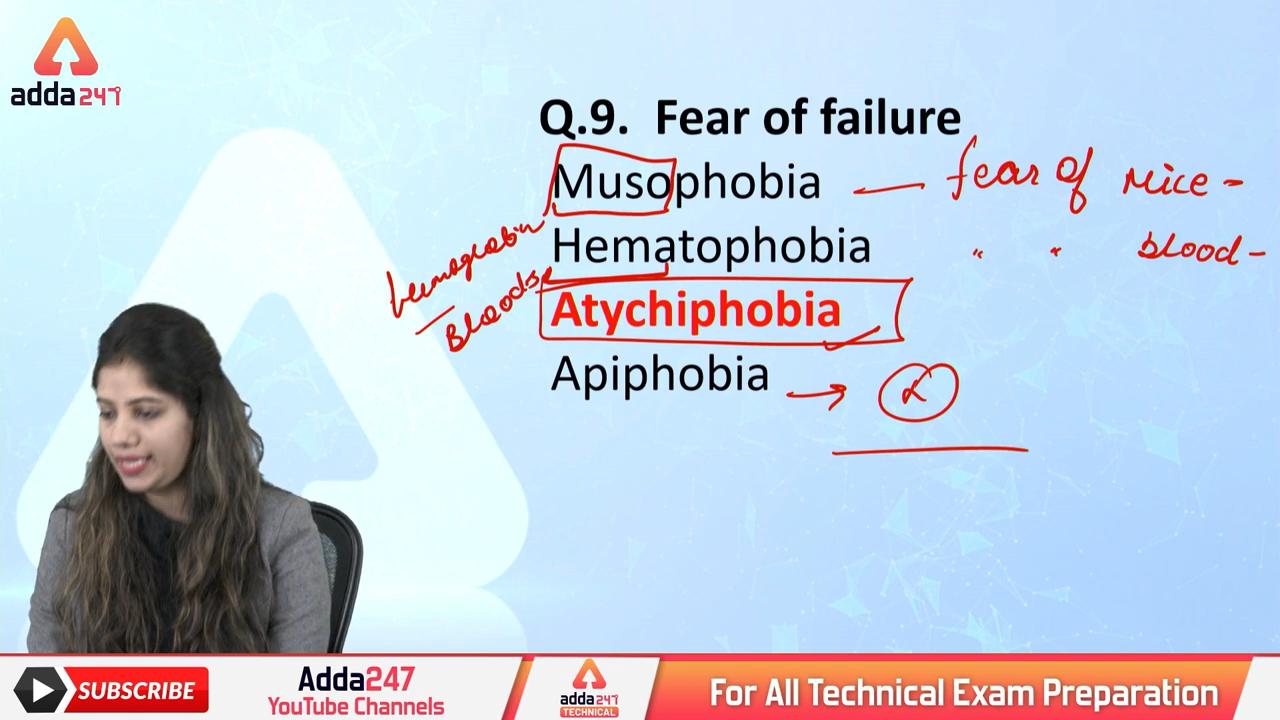 adda247
Q.9. Fear of failure
Musophobia — fear of mice -
Hematophobia " " blood -
hemoglobin
Blood
Atychiphobia
Apiphobia →
SUBSCRIBE
Adda247
YouTube Channels
adda247
TECHNICAL
For All Technical Exam Preparation